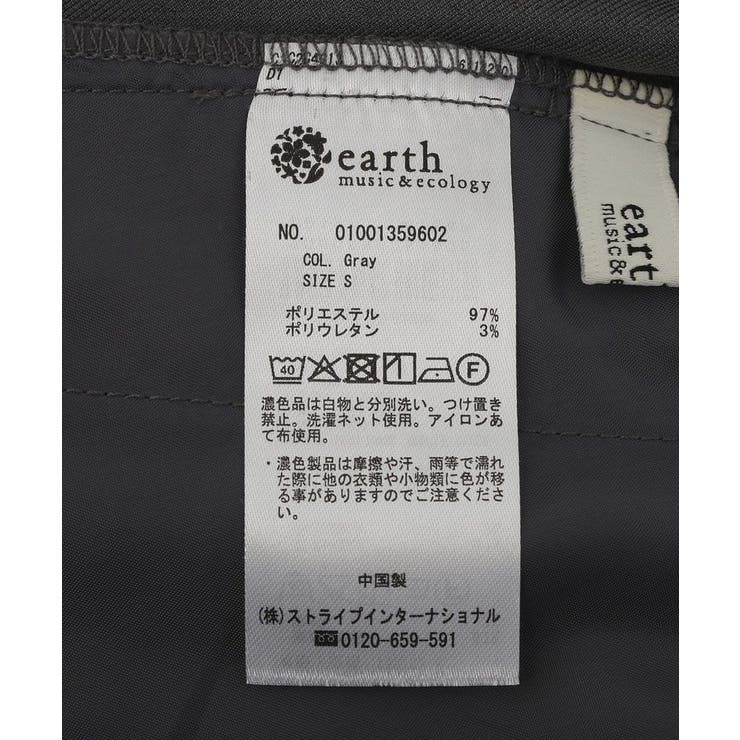 D1
earth
music&ecology
NO. 01001359602
COL. Gray
SIZE S
ポリエステル 97%
ポリウレタン 3%
40
F
濃色品は白物と分別洗い。つけ置き
禁止。洗濯ネット使用。アイロンあ
て布使用。
・濃色製品は摩擦や汗、雨等で濡れ
た際に他の衣類や小物類に色が移
る事がありますのでご注意くださ
い。
中国製
(株)ストライプインターナショナル
0120-659-591
eart
music&